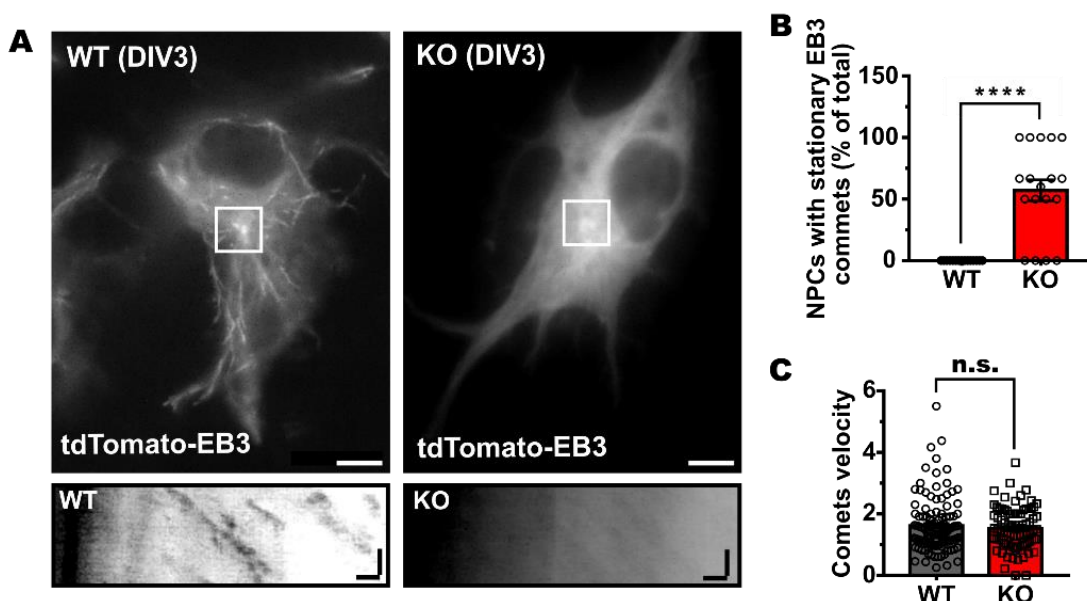 A
WT (DIV3)
tdTomato-EB3
KO (DIV3)
tdTomato-EB3
WT
KO
B
NPCs with stationary EB3
commets (% of total)
150
100
50
0
****
WT
KO
C
Comets velocity
6
4
2
0
n.s.
WT
KO